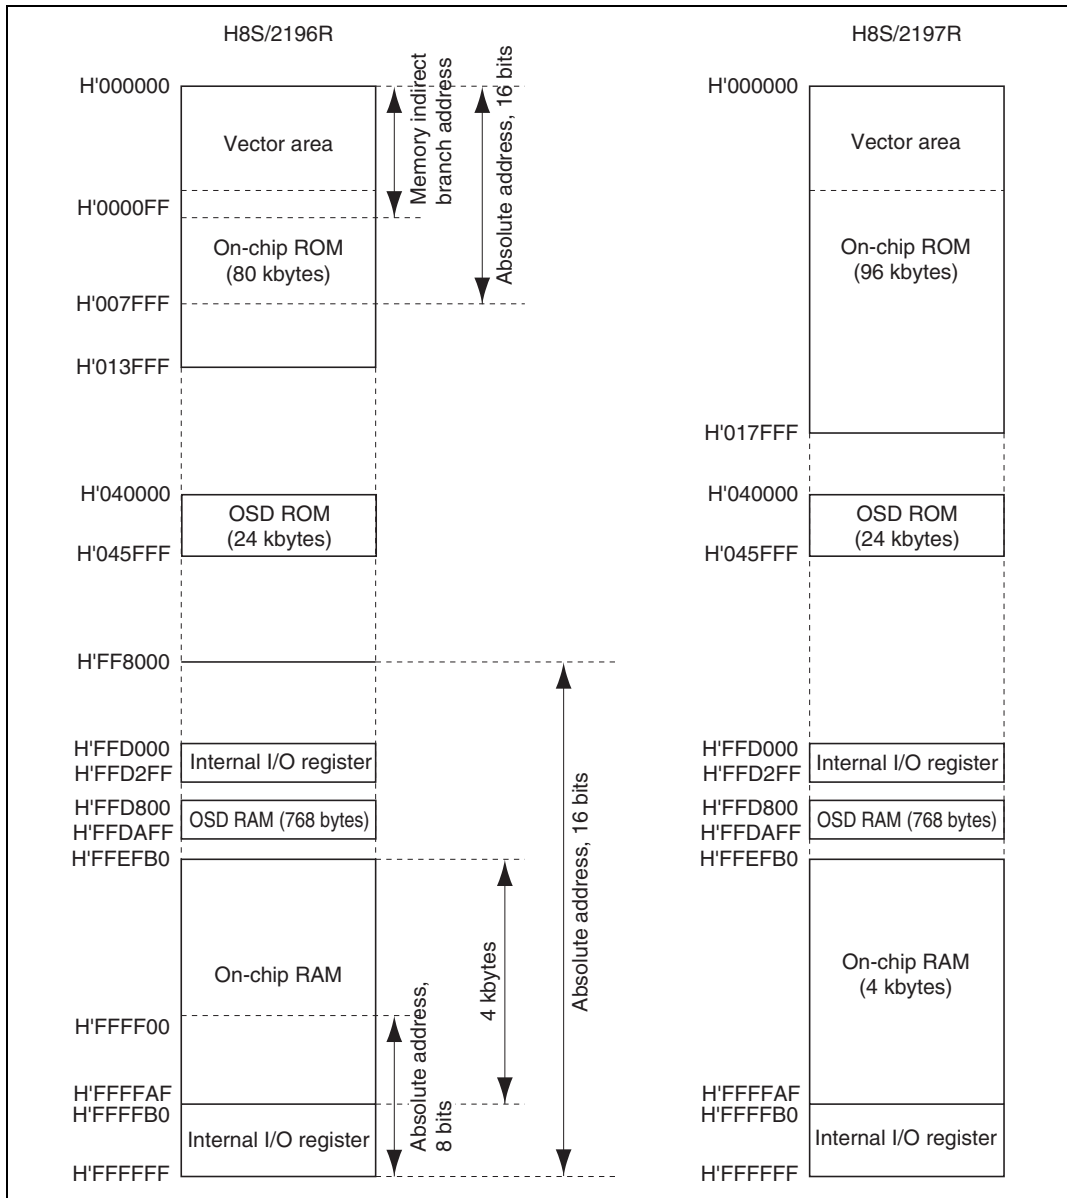 H8S/2196R
H'000000
Vector area
H'0000FF
On-chip ROM
(80 kbytes)
H'007FFF
H'013FFF
Memory indirect
branch address
Absolute address, 16 bits
H'040000
OSD ROM
(24 kbytes)
H'045FFF
H'FF8000
H'FFD000
Internal I/O register
H'FFD2FF
H'FFD800
OSD RAM (768 bytes)
H'FFDAFF
H'FFEFB0
On-chip RAM
H'FFFF00
H'FFFFAF
H'FFFFB0
Internal I/O register
H'FFFFFF
Absolute address,
8 bits
4 kbytes
Absolute address, 16 bits
H8S/2197R
H'000000
Vector area
On-chip ROM
(96 kbytes)
H'017FFF
H'040000
OSD ROM
(24 kbytes)
H'045FFF
H'FFD000
Internal I/O register
H'FFD2FF
H'FFD800
OSD RAM (768 bytes)
H'FFDAFF
H'FFEFB0
On-chip RAM
(4 kbytes)
H'FFFFAF
H'FFFFB0
Internal I/O register
H'FFFFFF